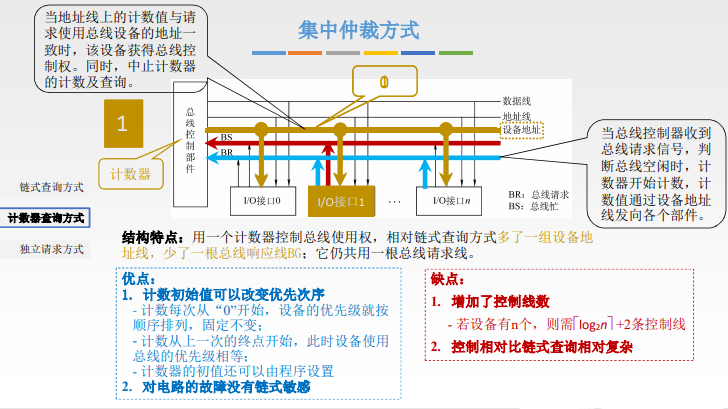 集中仲裁方式
当地址线上的计数值与请
求使用总线设备的地址一
致时，该设备获得总线控
制权。同时，中止计数器
的计数及查询。
1
计数器
总线控制部件
数据线
地址线
设备地址
BS
BR
I/O接口0
I/O接口1
···
I/O接口n
BR：总线请求
BS：总线忙
当总线控制器收到
总线请求信号，判
断总线空闲时，计
数器开始计数，计
数值通过设备地址
线发向各个部件。
链式查询方式
计数器查询方式
独立请求方式
结构特点：用一个计数器控制总线使用权，相对链式查询方式多了一组设备地
址线，少了一根总线响应线BG；它仍共用一根总线请求线。
优点：
1. 计数初始值可以改变优先次序
- 计数每次从“0”开始，设备的优先级就按
顺序排列，固定不变；
- 计数从上一次的终点开始，此时设备使用
总线的优先级相等；
- 计数器的初值还可以由程序设置
2. 对电路的故障没有链式敏感
缺点：
1. 增加了控制线数
- 若设备有n个，则需⌈log₂n⌉+2条控制线
2. 控制相对比链式查询相对复杂